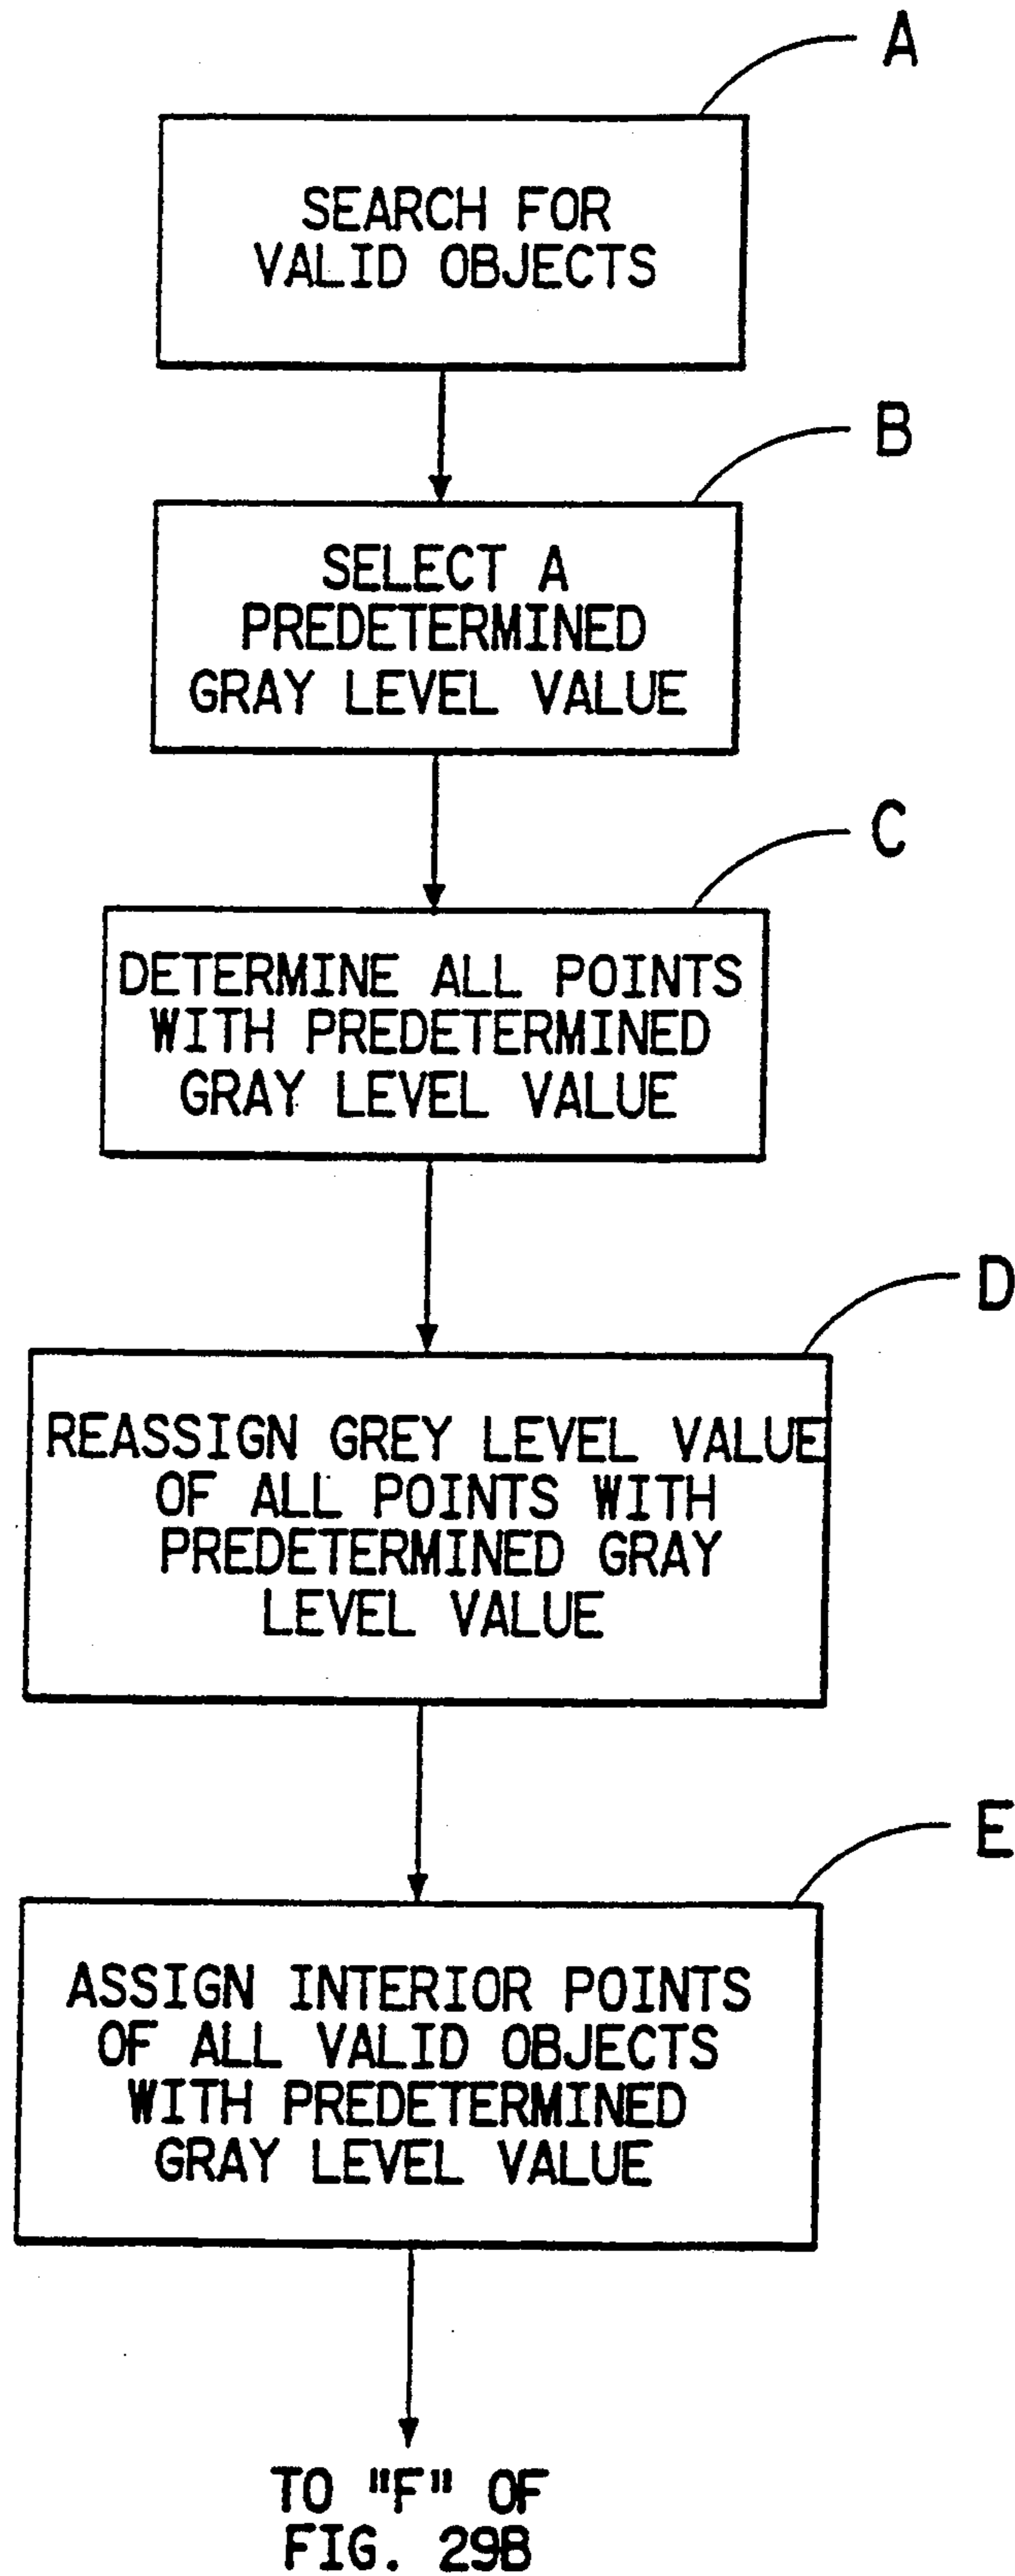 A
SEARCH FOR
VALID OBJECTS
B
SELECT A
PREDETERMINED
GRAY LEVEL VALUE
C
DETERMINE ALL POINTS
WITH PREDETERMINED
GRAY LEVEL VALUE
D
REASSIGN GREY LEVEL VALUE
OF ALL POINTS WITH
PREDETERMINED GRAY
LEVEL VALUE
E
ASSIGN INTERIOR POINTS
OF ALL VALID OBJECTS
WITH PREDETERMINED
GRAY LEVEL VALUE
TO "F" OF
FIG. 29B